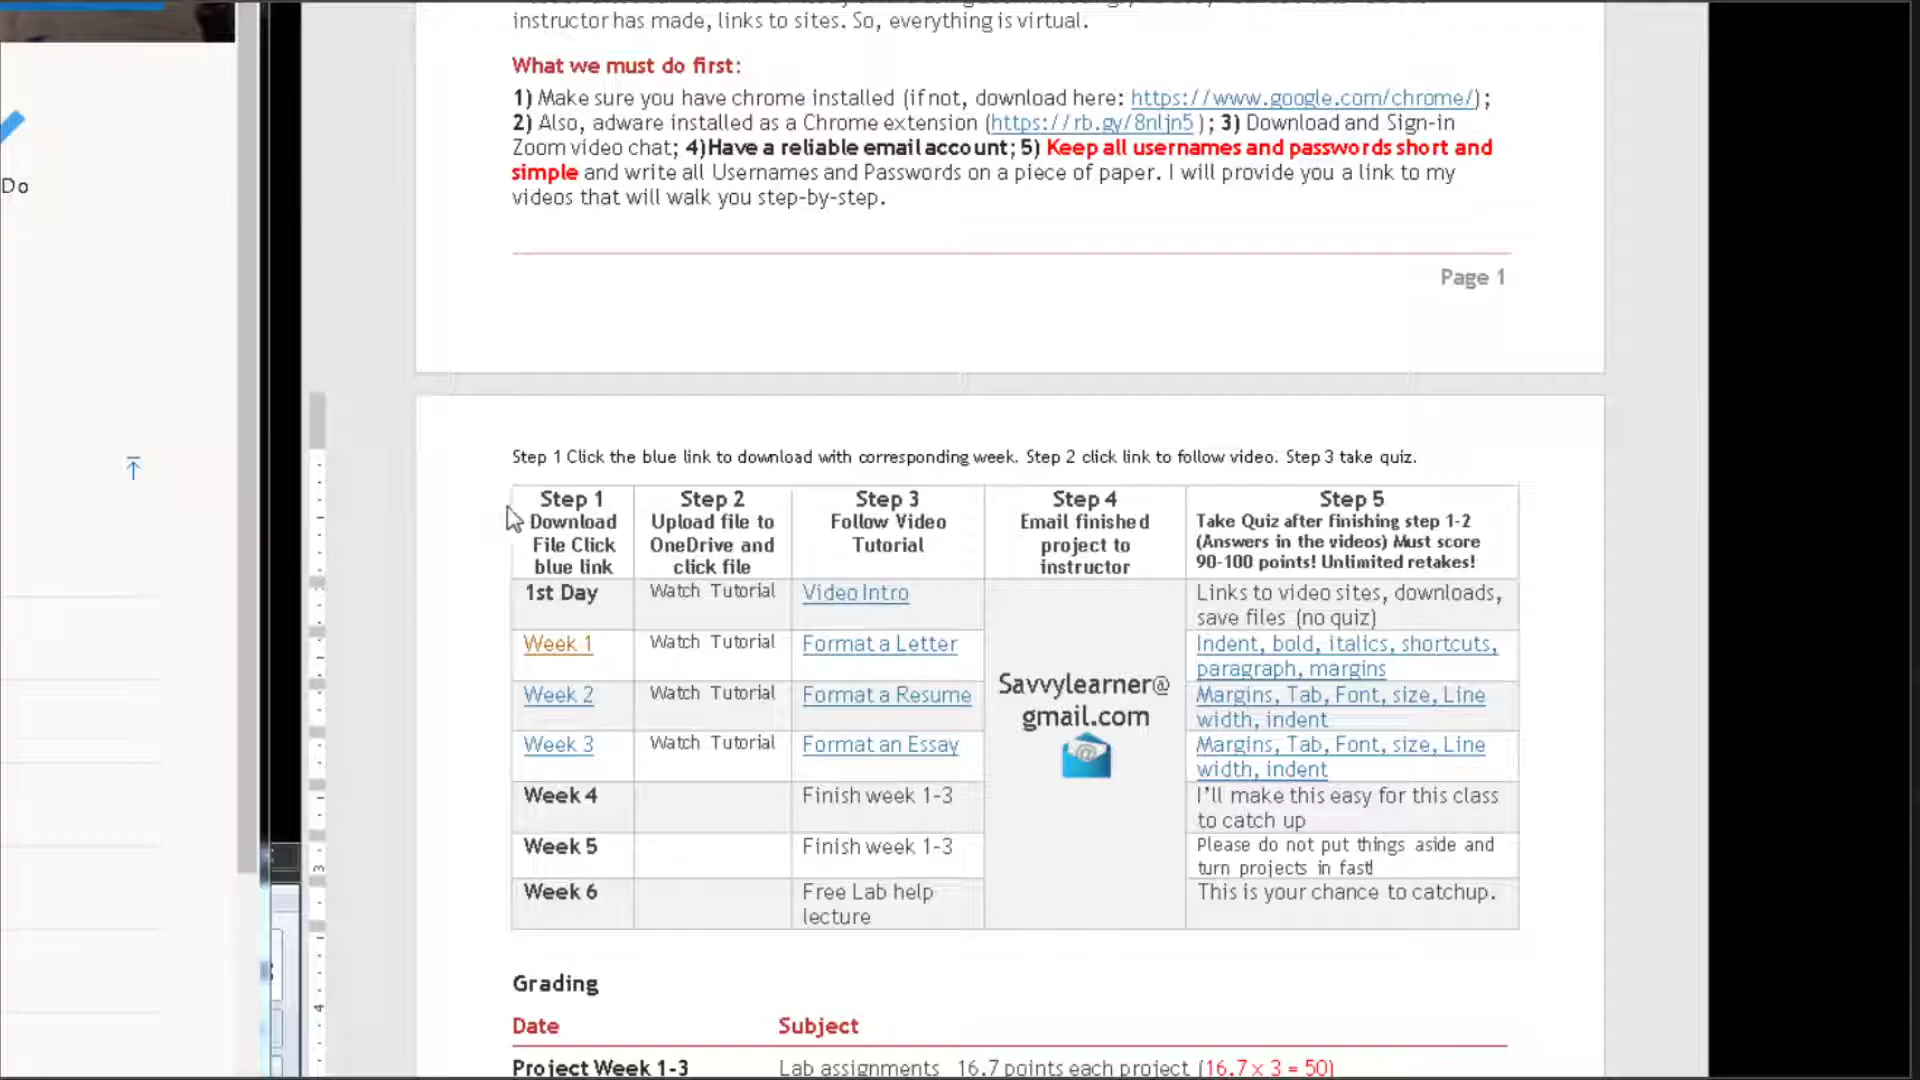 instructor has made, links to sites. So, everything is virtual.
What we must do first:
1) Make sure you have chrome installed (if not, download here: https://www.google.com/chrome/);
2) Also, adware installed as a Chrome extension (https://rb.gy/8nljn5 ); 3) Download and Sign-in
Zoom video chat; 4)Have a reliable email account; 5) Keep all usernames and passwords short and
simple and write all Usernames and Passwords on a piece of paper. I will provide you a link to my
videos that will walk you step-by-step.
Do
Page 1
Step 1 Click the blue link to download with corresponding week. Step 2 click link to follow video. Step 3 take quiz.
Step 1 Step 2 Step 3 Step 4 Step 5
Download Upload file to Follow Video Email finished Take Quiz after finishing step 1-2
File Click OneDrive and Tutorial project to (Answers in the videos) Must score
blue link click file instructor 90-100 points! Unlimited retakes!
1st Day Watch Tutorial Video Intro Links to video sites, downloads,
save files (no quiz)
Week 1 Watch Tutorial Format a Letter Indent, bold, italics, shortcuts,
paragraph, margins
Savvylearner@
gmail.com
Week 2 Watch Tutorial Format a Resume Margins, Tab, Font, size, Line
width, indent
Week 3 Watch Tutorial Format an Essay Margins, Tab, Font, size, Line
width, indent
Week 4 Finish week 1-3 I'll make this easy for this class
to catch up
Week 5 Finish week 1-3 Please do not put things aside and
turn projects in fast!
Week 6 Free Lab help This is your chance to catchup.
lecture
3
4
Grading
Date Subject
Project Week 1-3 Lab assignments 16.7 points each project (16.7 x 3 = 50)